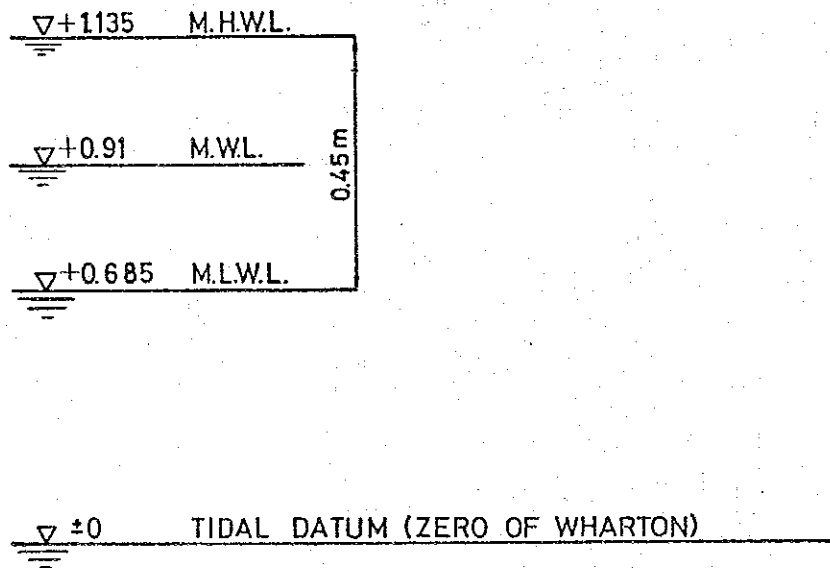 +1.135 M.H.W.L.
+0.91 M.W.L.
0.45m
+0.685 M.L.W.L.
±0 TIDAL DATUM (ZERO OF WHARTON)